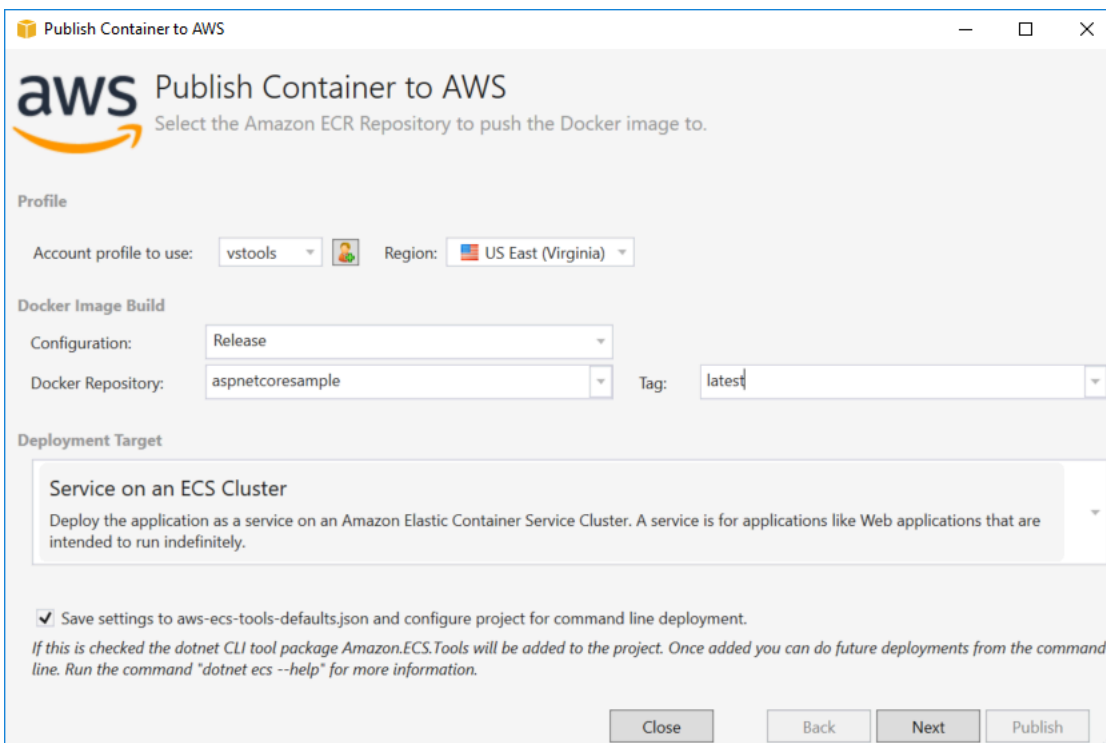 Publish Container to AWS
aws
Publish Container to AWS
Select the Amazon ECR Repository to push the Docker image to.
Profile
Account profile to use: vstools Region: US East (Virginia)
Docker Image Build
Configuration: Release
Docker Repository: aspnetcoresample Tag: latest
Deployment Target
Service on an ECS Cluster
Deploy the application as a service on an Amazon Elastic Container Service Cluster. A service is for applications like Web applications that are
intended to run indefinitely.
Save settings to aws-ecs-tools-defaults.json and configure project for command line deployment.
If this is checked the dotnet CLI tool package Amazon.ECS.Tools will be added to the project. Once added you can do future deployments from the command
line. Run the command "dotnet ecs --help" for more information.
Close Back Next Publish